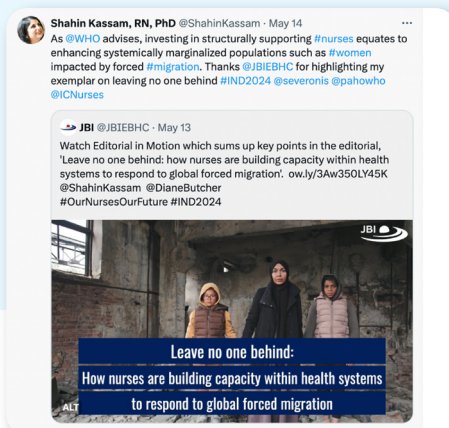 Shahin Kassam, RN, PhD @ShahinKassam · May 14 ...
As @WHO advises, investing in structurally supporting #nurses equates to
enhancing systemically marginalized populations such as #women
impacted by forced #migration. Thanks @JBIEBHC for highlighting my
exemplar on leaving no one behind #IND2024 @severonis @pahowho
@ICNurses
JBI @JBIEBHC · May 13
Watch Editorial in Motion which sums up key points in the editorial,
'Leave no one behind: how nurses are building capacity within health
systems to respond to global forced migration'. ow.ly/3Aw350LY45K
@ShahinKassam @DianeButcher
#OurNursesOurFuture #IND2024
JBI
Leave no one behind:
How nurses are building capacity within health systems
to respond to global forced migration
ALT